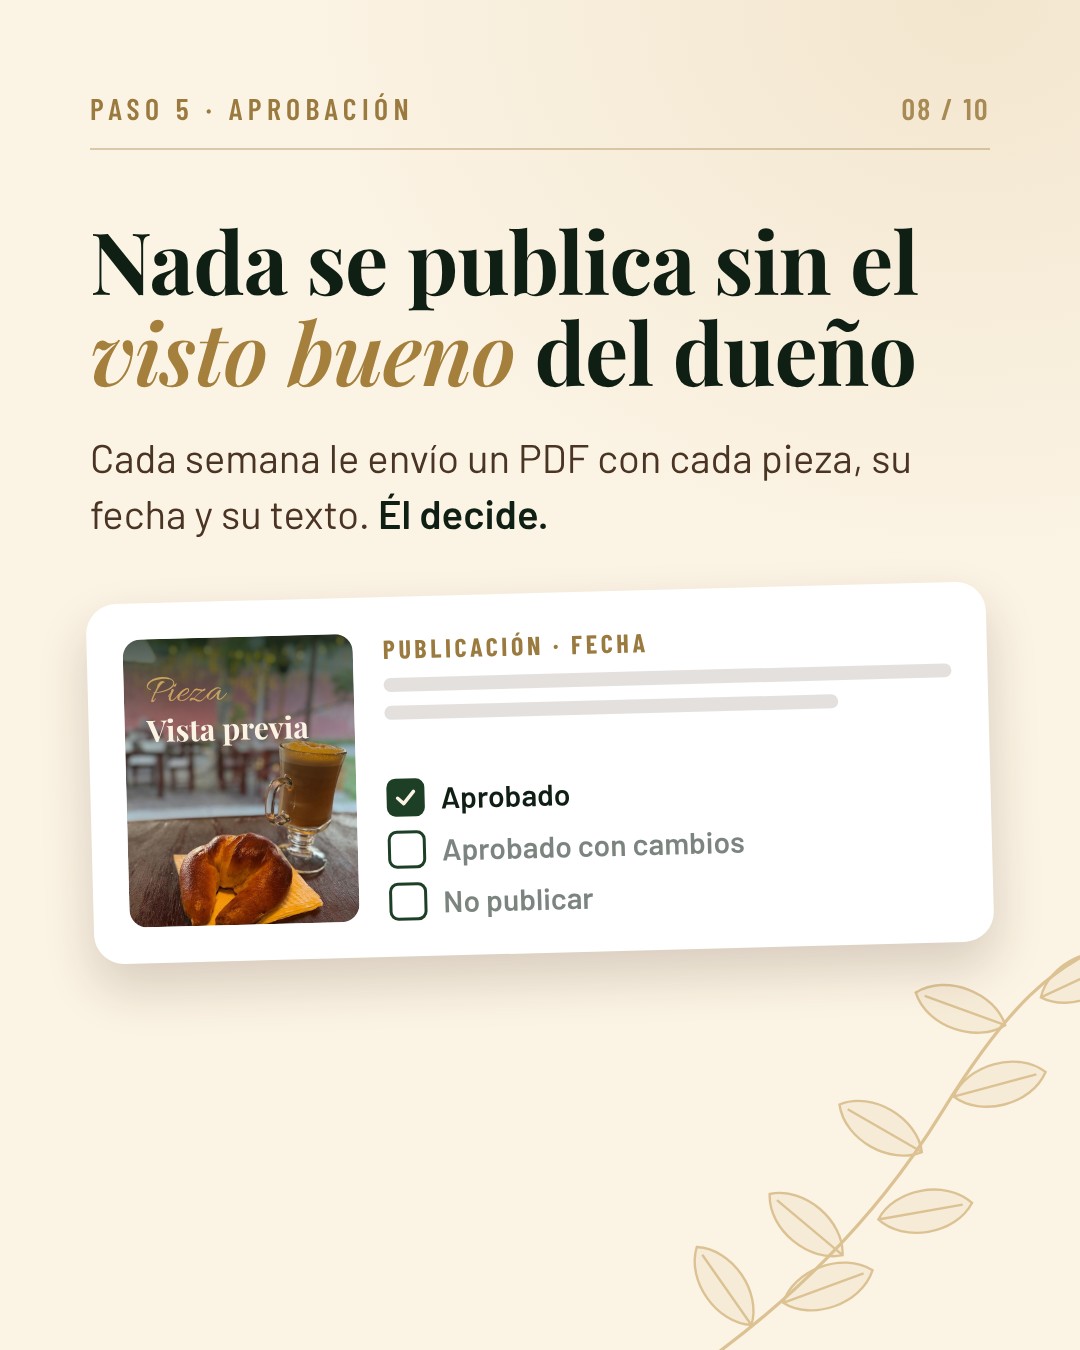 PASO 5 · APROBACIÓN
08 / 10
Nada se publica sin el
visto bueno del dueño
Cada semana le envío un PDF con cada pieza, su
fecha y su texto. Él decide.
Pieza
Vista previa
PUBLICACIÓN · FECHA
Aprobado
Aprobado con cambios
No publicar